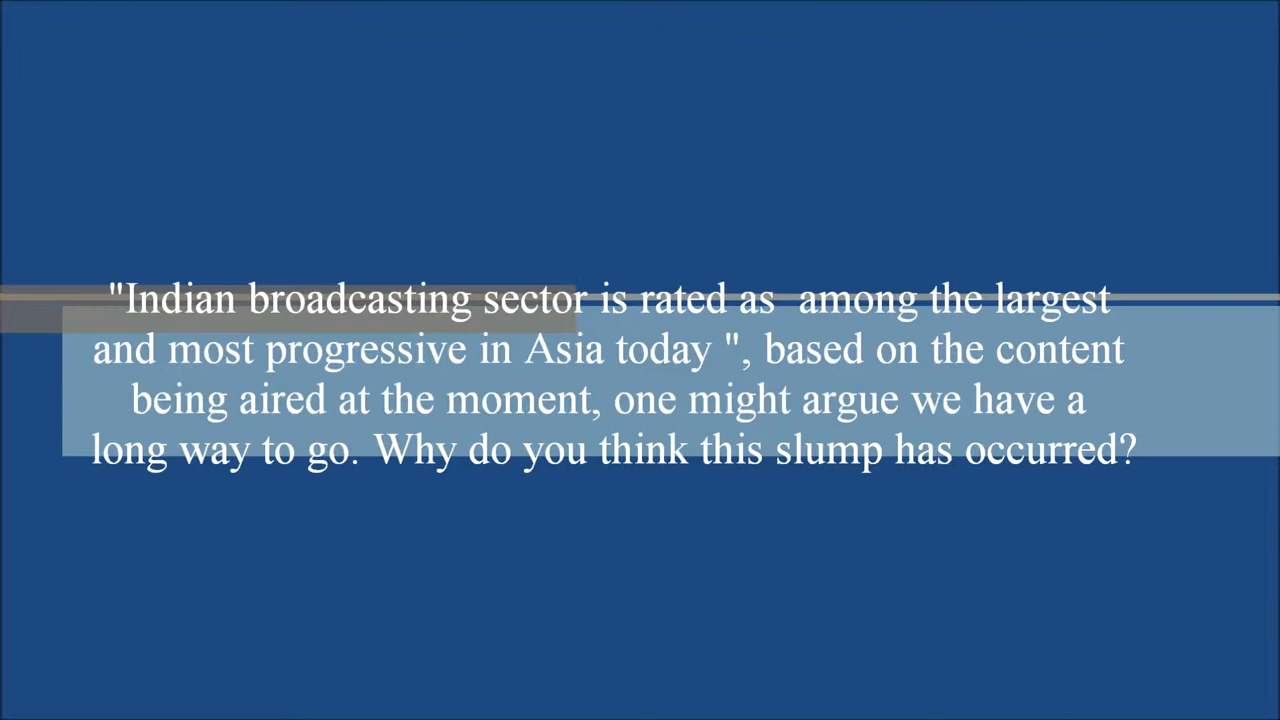 "Indian broadcasting sector is rated as  among the largest
and most progressive in Asia today ", based on the content
being aired at the moment, one might argue we have a
long way to go. Why do you think this slump has occurred?